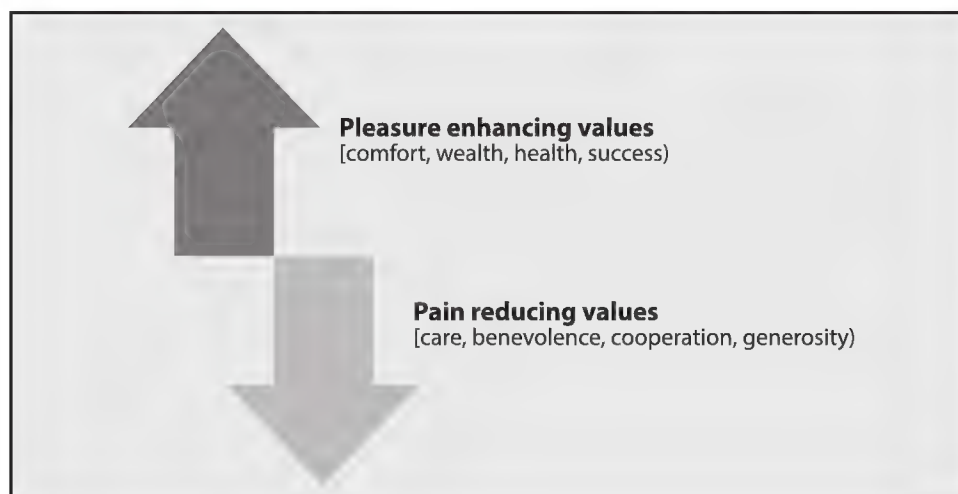 Pleasure enhancing values
[comfort, wealth, health, success)
Pain reducing values
[care, benevolence, cooperation, generosity)